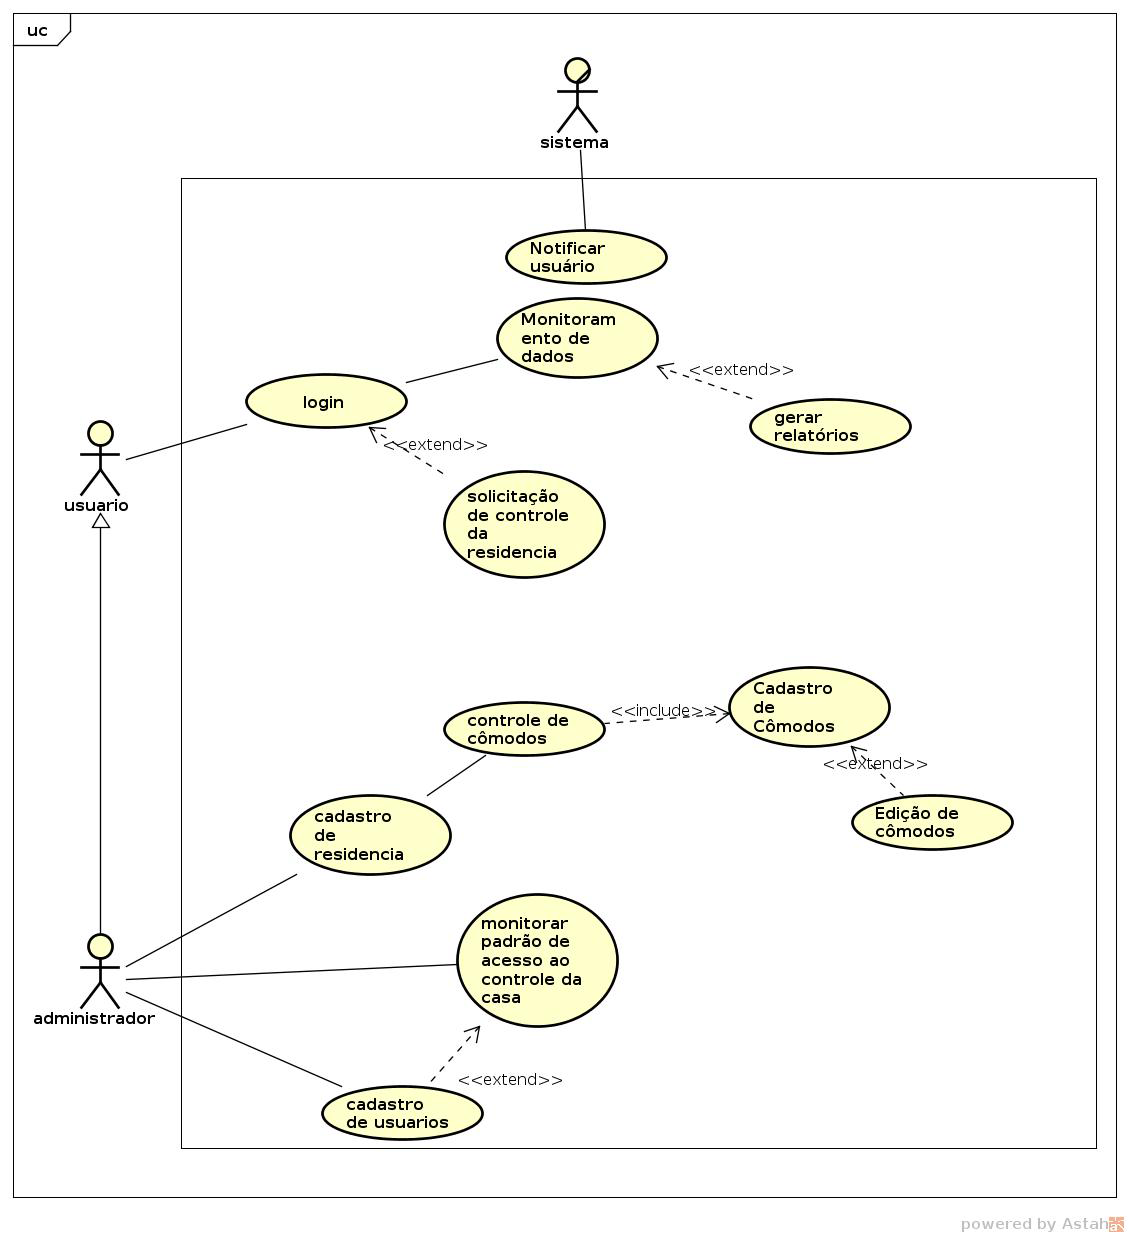 uc
sistema
Notificar
usuário
Monitoram
ento de
dados
<<extend>>
gerar
relatórios
login
<<extend>>
usuario
solicitação
de controle
da
residencia
Cadastro
de
Cômodos
<<include>>
controle de
cômodos
<<extend>>
Edição de
cômodos
cadastro
de
residencia
monitorar
padrão de
acesso ao
controle da
casa
administrador
<<extend>>
cadastro
de usuarios
powered by Astah